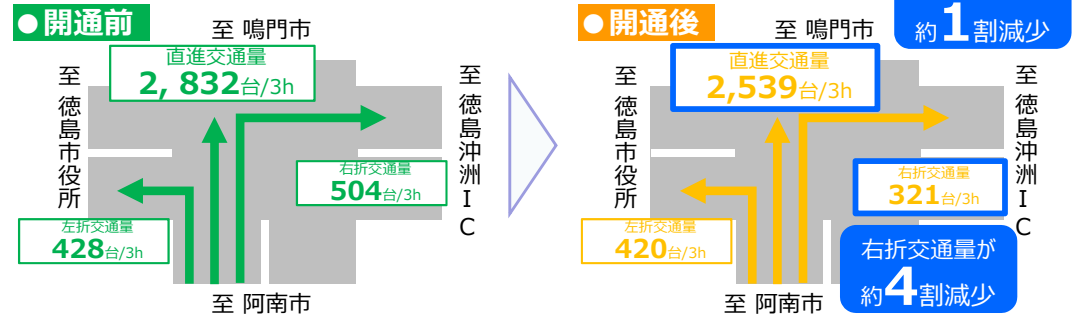 ●開通前
至 鳴門市
直進交通量
2, 832台/3h
至徳島市役所
至徳島沖洲IC
右折交通量
504台/3h
左折交通量
428台/3h
至 阿南市
●開通後
至 鳴門市
約1割減少
直進交通量
2,539台/3h
至徳島市役所
至徳島沖洲IC
右折交通量
321台/3h
左折交通量
420台/3h
右折交通量が
約4割減少
至 阿南市